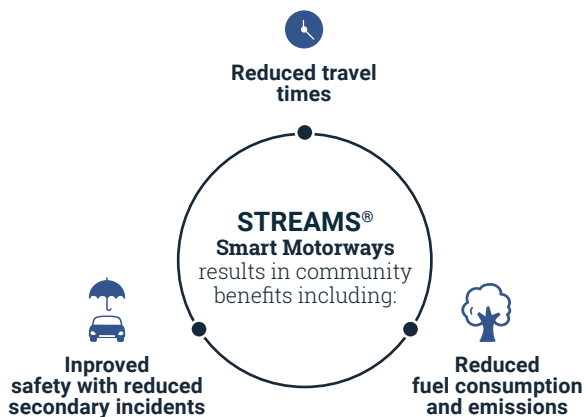 Reduced travel
times
STREAMS®
Smart Motorways
results in community
benefits including:
Inproved
safety with reduced
secondary incidents
Reduced
fuel consumption
and emissions